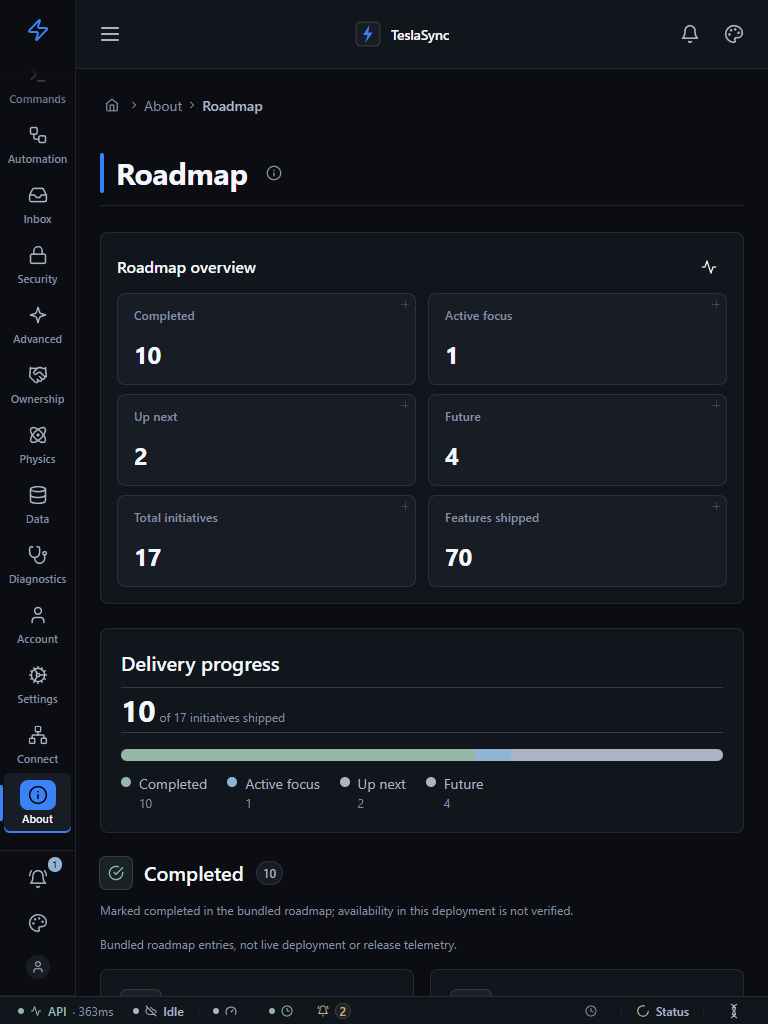 TeslaSync
Commands
Automation
Inbox
Security
Advanced
Ownership
Physics
Data
Diagnostics
Account
Settings
Connect
About
1
About
Roadmap
Roadmap
Roadmap overview
Completed
10
Active focus
1
Up next
2
Future
4
Total initiatives
17
Features shipped
70
Delivery progress
10 of 17 initiatives shipped
Completed
10
Active focus
1
Up next
2
Future
4
Completed 10
Marked completed in the bundled roadmap; availability in this deployment is not verified.
Bundled roadmap entries, not live deployment or release telemetry.
API · 363ms
Idle
2
Status